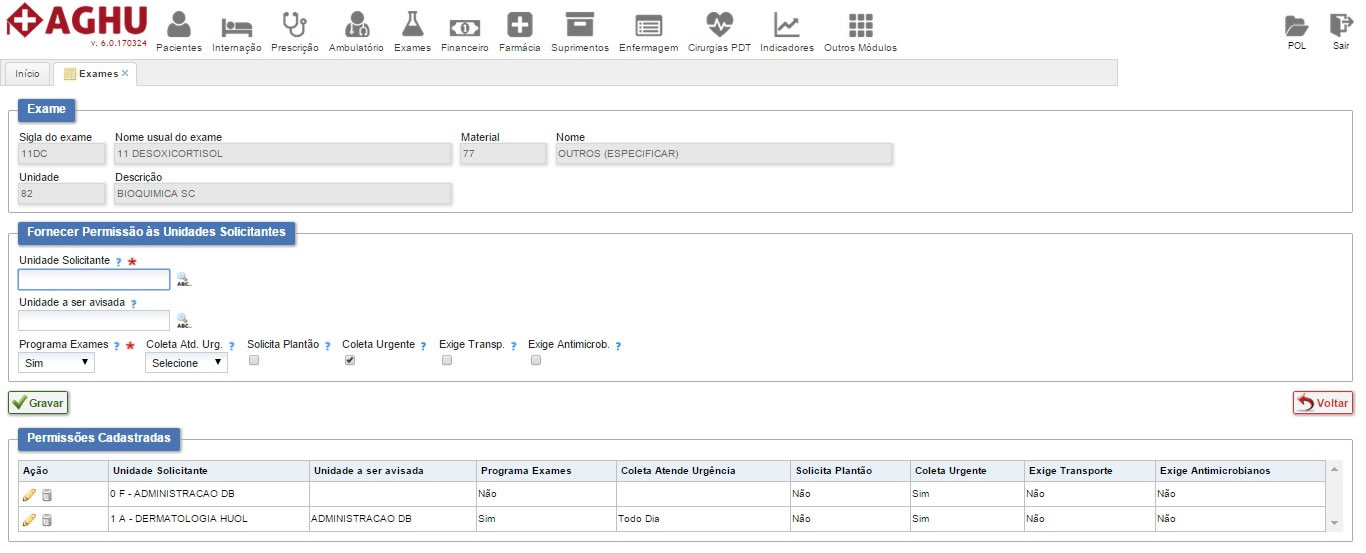 AGHU
v. 6.0.170324
Pacientes Internação Prescrição Ambulatório Exames Financeiro Farmácia Suprimentos Enfermagem Cirurgias PDT Indicadores Outros Módulos POL Sair
Início Exames ×
Exame
Sigla do exame Nome usual do exame Material Nome
11DC 11 DESOXICORTISOL 77 OUTROS (ESPECIFICAR)
Unidade Descrição
82 BIOQUIMICA SC
Fornecer Permissão às Unidades Solicitantes
Unidade Solicitante ? *
ABC..
Unidade a ser avisada ?
ABC..
Programa Exames ? * Coleta Atd. Urg. ? Solicita Plantão ? Coleta Urgente ? Exige Transp. ? Exige Antimicrob. ?
Sim Selecione
Gravar Voltar
Permissões Cadastradas
Ação Unidade Solicitante Unidade a ser avisada Programa Exames Coleta Atende Urgência Solicita Plantão Coleta Urgente Exige Transporte Exige Antimicrobianos
0 F - ADMINISTRACAO DB Não Não Sim Não Não
1 A - DERMATOLOGIA HUOL ADMINISTRACAO DB Sim Todo Dia Não Sim Não Não